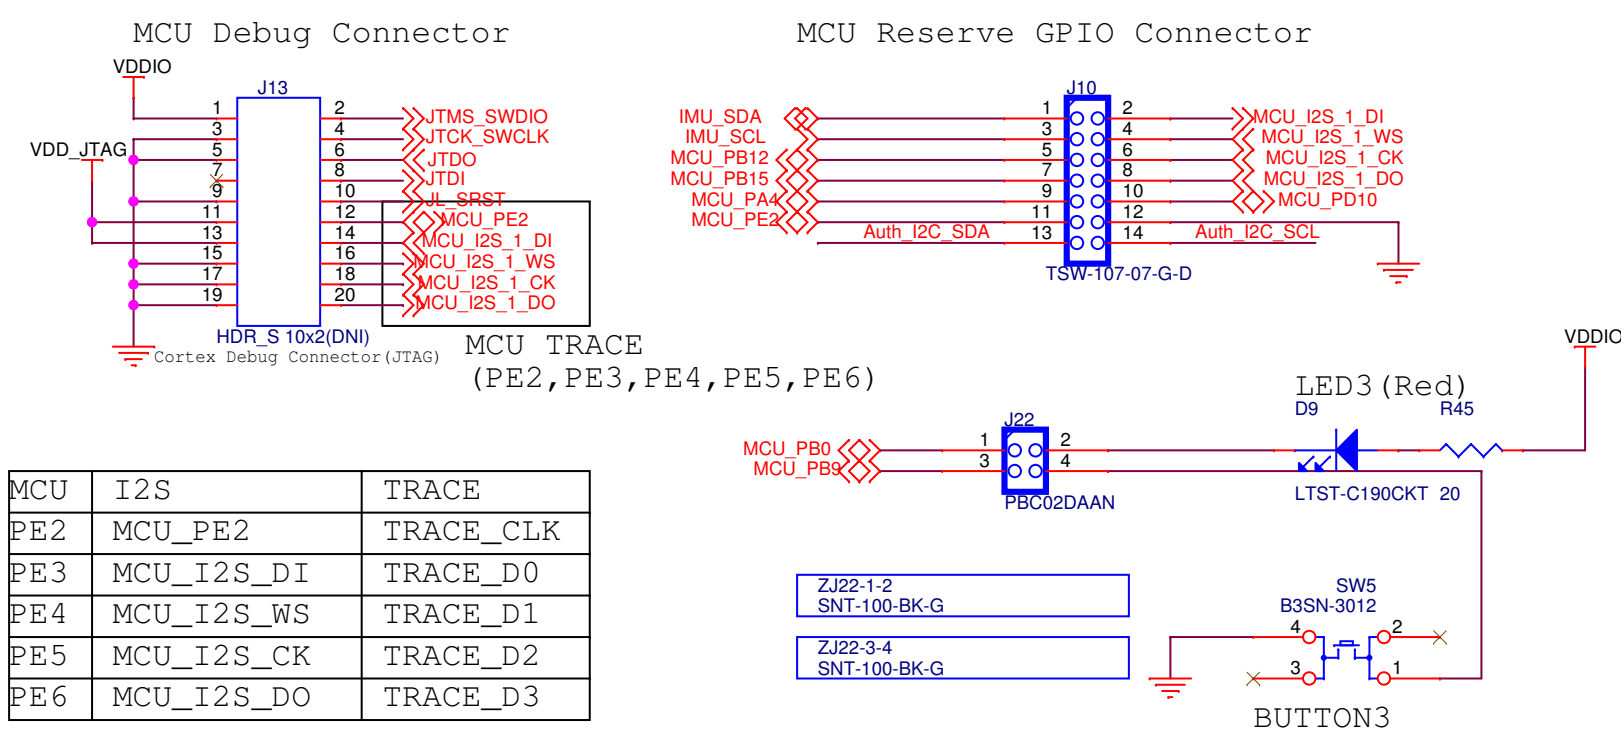 MCU Debug Connector
VDDIO
J13
1 2 JTMS_SWDIO
3 4 JTCK_SWCLK
VDD_JTAG 5 6 JTDO
7 8 JTDI
9 10 JL_SRST
11 12 MCU_PE2
13 14 MCU_I2S_1_DI
15 16 MCU_I2S_1_WS
17 18 MCU_I2S_1_CK
19 20 MCU_I2S_1_DO
HDR_S 10x2(DNI)
Cortex Debug Connector(JTAG)
MCU TRACE
(PE2,PE3,PE4,PE5,PE6)
MCU Reserve GPIO Connector
J10
IMU_SDA 1 2 MCU_I2S_1_DI
IMU_SCL 3 4 MCU_I2S_1_WS
MCU_PB12 5 6 MCU_I2S_1_CK
MCU_PB15 7 8 MCU_I2S_1_DO
MCU_PA4 9 10 MCU_PD10
MCU_PE2 11 12
Auth_I2C_SDA 13 14 Auth_I2C_SCL
TSW-107-07-G-D
VDDIO
LED3(Red)
D9 R45
J22
MCU_PB0 1 2
MCU_PB9 3 4
PBC02DAAN
LTST-C190CKT 20
MCU I2S TRACE
PE2 MCU_PE2 TRACE_CLK
PE3 MCU_I2S_DI TRACE_D0
PE4 MCU_I2S_WS TRACE_D1
PE5 MCU_I2S_CK TRACE_D2
PE6 MCU_I2S_DO TRACE_D3
ZJ22-1-2
SNT-100-BK-G
ZJ22-3-4
SNT-100-BK-G
SW5
B3SN-3012
4 2
3 1
BUTTON3